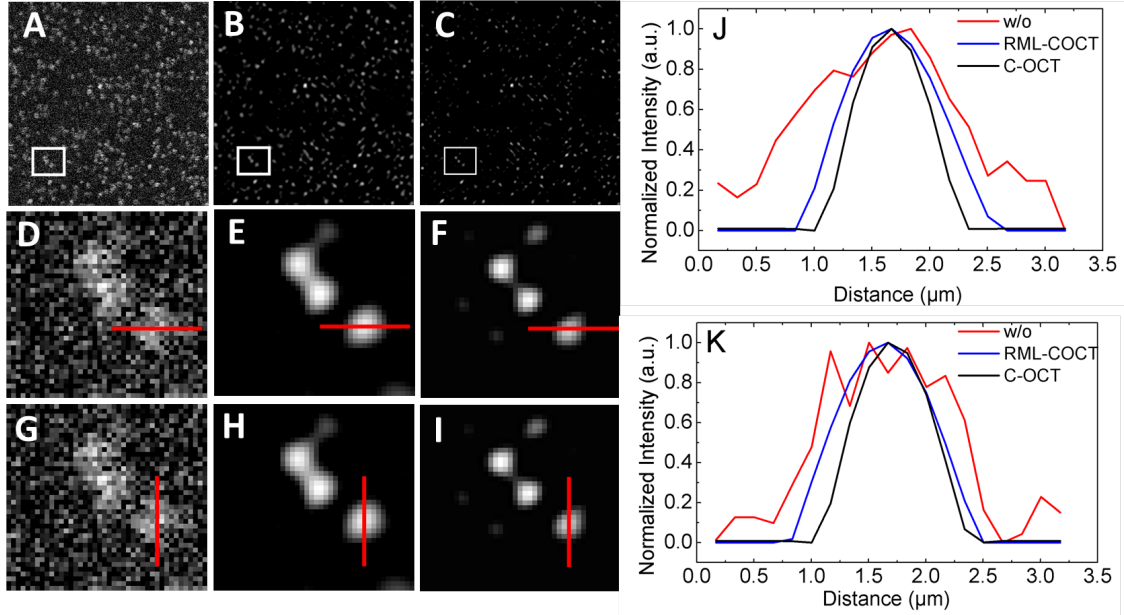 A
B
C
D
E
F
G
H
I
J
w/o
RML-COCT
C-OCT
Normalized Intensity (a.u.)
1.0
0.8
0.6
0.4
0.2
0.0
0.0 0.5 1.0 1.5 2.0 2.5 3.0 3.5
Distance (µm)
K
w/o
RML-COCT
C-OCT
Normalized Intensity (a.u.)
1.0
0.8
0.6
0.4
0.2
0.0
0.0 0.5 1.0 1.5 2.0 2.5 3.0 3.5
Distance (µm)